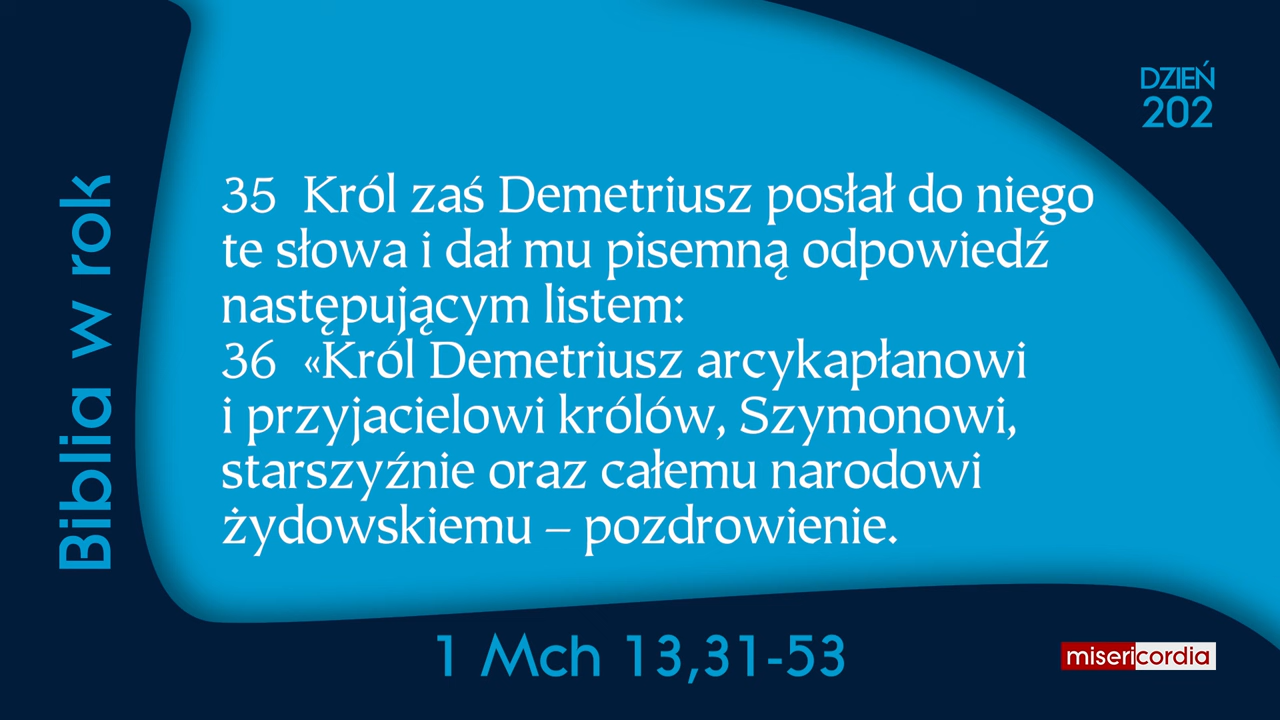 DZIEŃ
202
Biblia w rok
35 Król zaś Demetriusz posłał do niego
te słowa i dał mu pisemną odpowiedź
następującym listem:
36 «Król Demetriusz arcykapłanowi
i przyjacielowi królów, Szymonowi,
starszyźnie oraz całemu narodowi
żydowskiemu – pozdrowienie.
1 Mch 13,31-53
misericordia